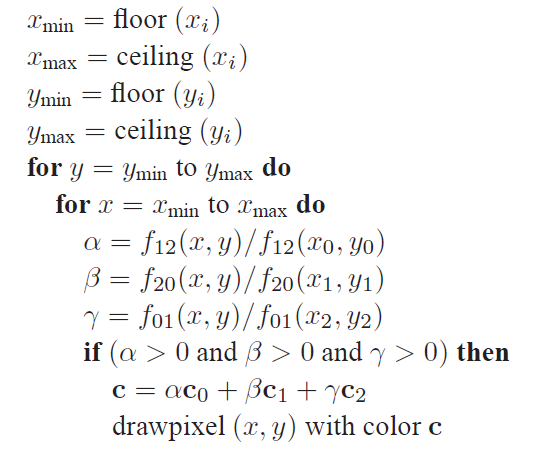 x_min = floor (x_i)
x_max = ceiling (x_i)
y_min = floor (y_i)
y_max = ceiling (y_i)
for y = y_min to y_max do
for x = x_min to x_max do
α = f_12(x, y)/f_12(x_0, y_0)
β = f_20(x, y)/f_20(x_1, y_1)
γ = f_01(x, y)/f_01(x_2, y_2)
if (α > 0 and β > 0 and γ > 0) then
c = αc_0 + βc_1 + γc_2
drawpixel (x, y) with color c